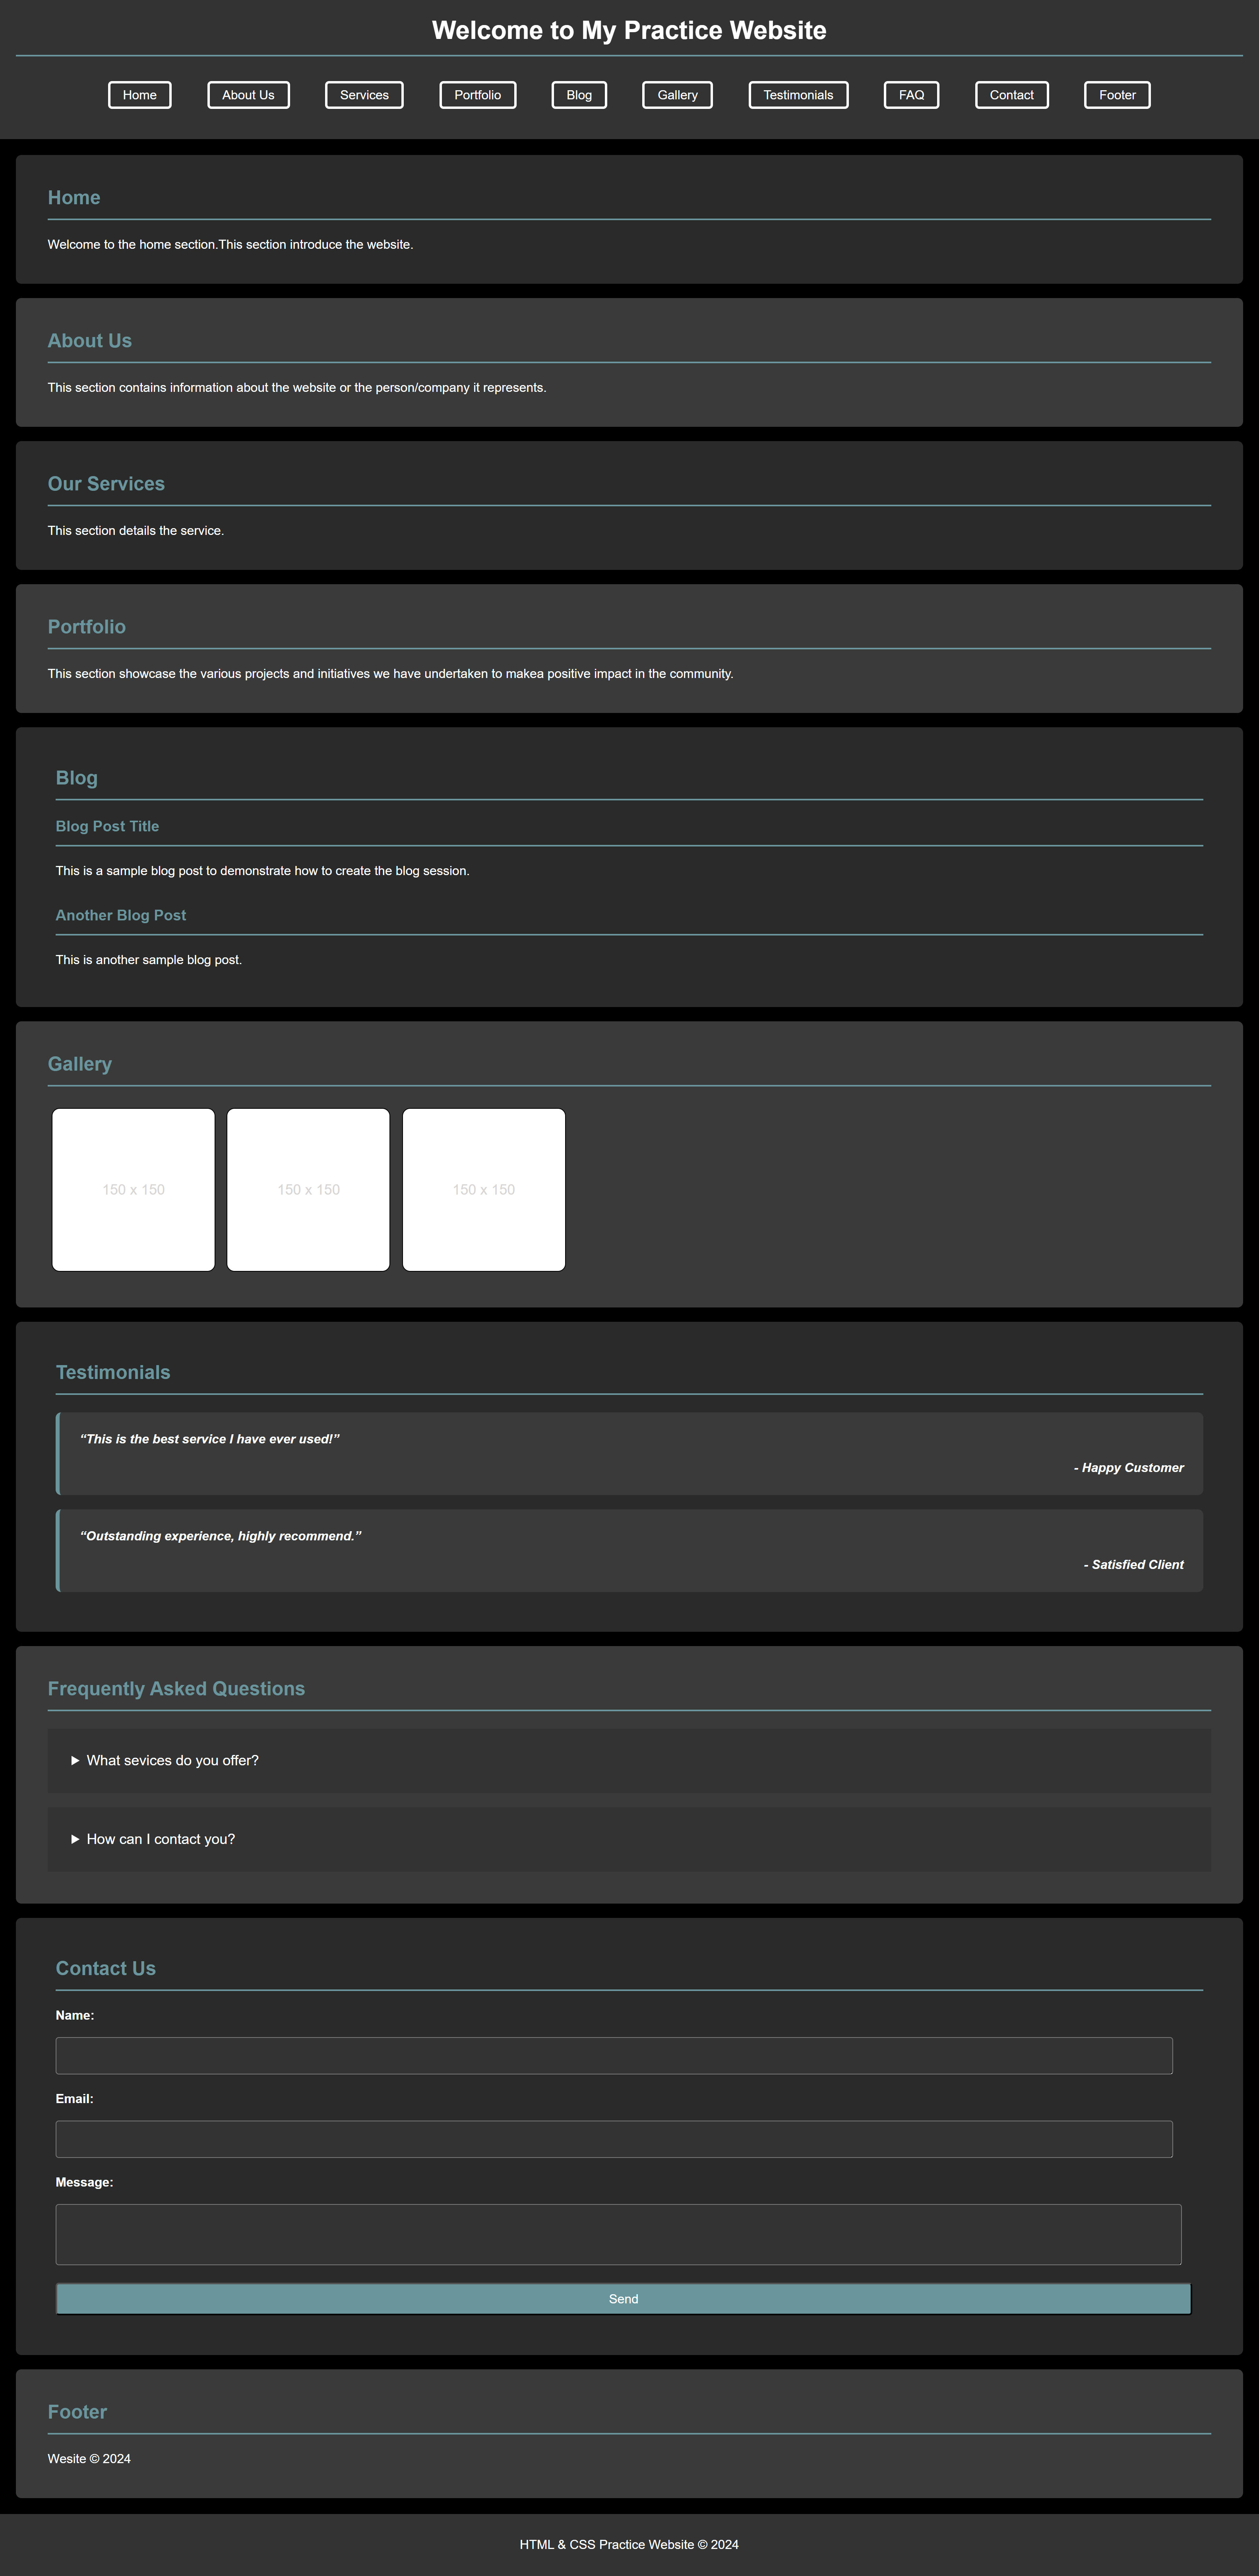 Welcome to My Practice Website
Home
About Us
Services
Portfolio
Blog
Gallery
Testimonials
FAQ
Contact
Footer
Home
Welcome to the home section.This section introduce the website.
About Us
This section contains information about the website or the person/company it represents.
Our Services
This section details the service.
Portfolio
This section showcase the various projects and initiatives we have undertaken to makea positive impact in the community.
Blog
Blog Post Title
This is a sample blog post to demonstrate how to create the blog session.
Another Blog Post
This is another sample blog post.
Gallery
150 x 150
150 x 150
150 x 150
Testimonials
“This is the best service I have ever used!”
- Happy Customer
“Outstanding experience, highly recommend.”
- Satisfied Client
Frequently Asked Questions
What sevices do you offer?
How can I contact you?
Contact Us
Name:
Email:
Message:
Send
Footer
Wesite © 2024
HTML & CSS Practice Website © 2024